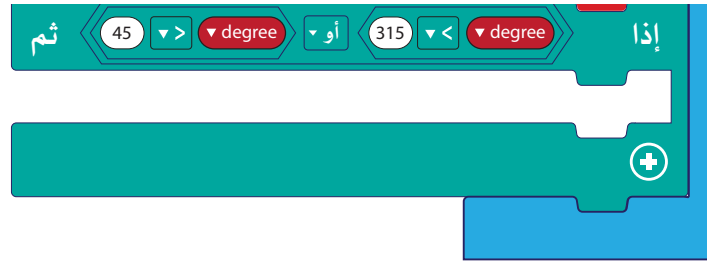 إذا degree ▼ < ▼ 315 أو ▼ degree ▼ > ▼ 45 ثم